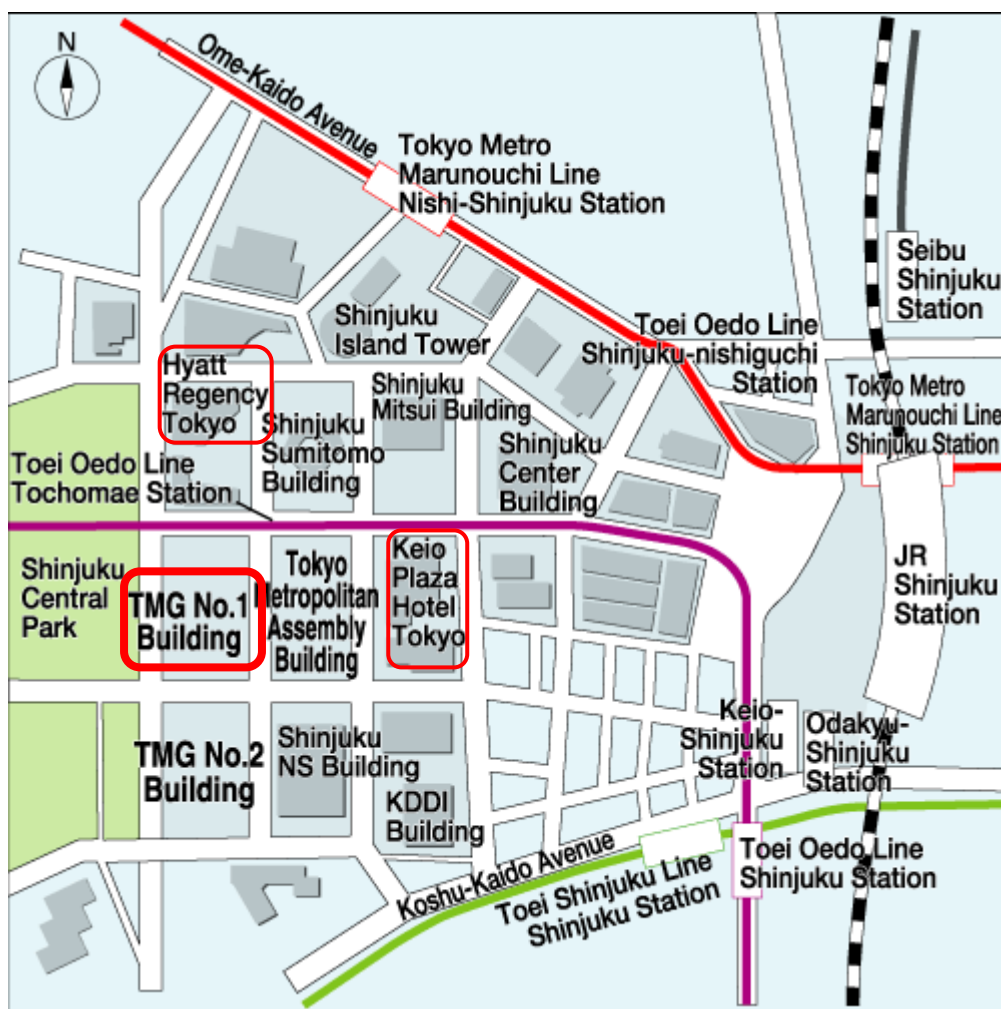 N
Ome-Kaido Avenue
Tokyo Metro
Marunouchi Line
Nishi-Shinjuku Station
Seibu
Shinjuku
Station
Shinjuku
Island Tower
Toei Oedo Line
Shinjuku-nishiguchi
Station
Hyatt
Regency
Tokyo
Shinjuku
Mitsui Building
Tokyo Metro
Marunouchi Line
Shinjuku Station
Shinjuku
Sumitomo
Building
Shinjuku
Center
Building
Toei Oedo Line
Tochomae Station
Shinjuku
Central
Park
TMG No.1
Building
Tokyo
Metropolitan
Assembly
Building
Keio
Plaza
Hotel
Tokyo
JR
Shinjuku
Station
TMG No.2
Building
Shinjuku
NS Building
KDDI
Building
Keio-
Shinjuku
Station
Odakyu-
Shinjuku
Station
Koshu-Kaido Avenue
Toei Shinjuku Line
Shinjuku Station
Toei Oedo Line
Shinjuku Station